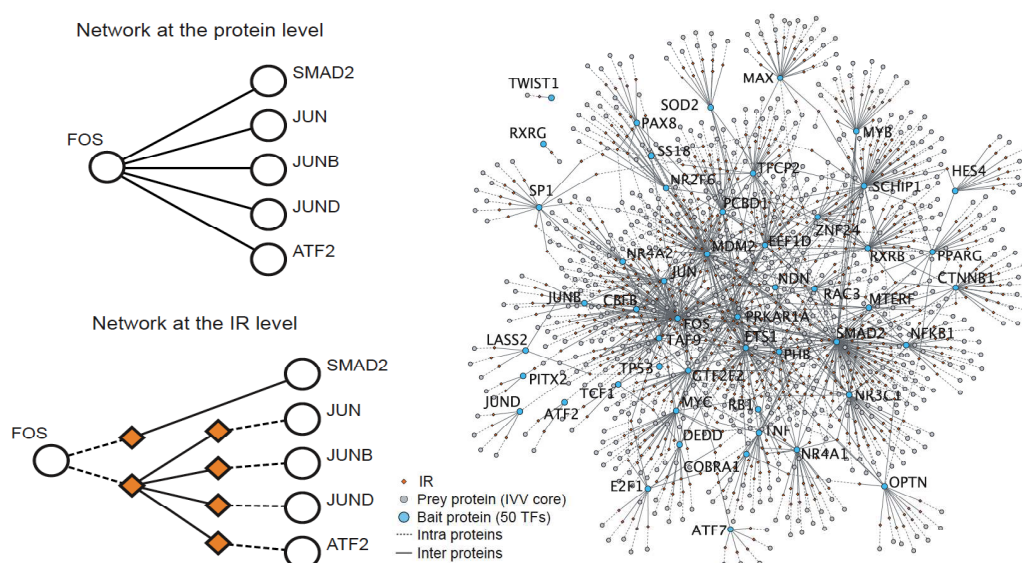 Network at the protein level
FOS
SMAD2
JUN
JUNB
JUND
ATF2
Network at the IR level
FOS
SMAD2
JUN
JUNB
JUND
ATF2
IR
Prey protein (IVV core)
Bait protein (50 TFs)
Intra proteins
Inter proteins
MAX
TWIST1
SOD2
PAX8
MYB
RXRG
SS18
TFCP2
HES4
NR2F6
SCHIP1
SP1
PCBD1
ZNF24
MDM2
EEF1D
RXRB
PPARG
NR4A2
JUN
NDN
CTNNB1
JUNB
CBFB
RAC3
MTERF
FOS
PRKAR1A
LASS2
TAF9
ETS1
SMAD2
NFKB1
PHB
TP53
GTF2E2
PITX2
TCF1
JUND
ATF2
MYC
RB1
NR3C1
DEDD
TNF
COBRA1
NR4A1
E2F1
OPTN
ATF7